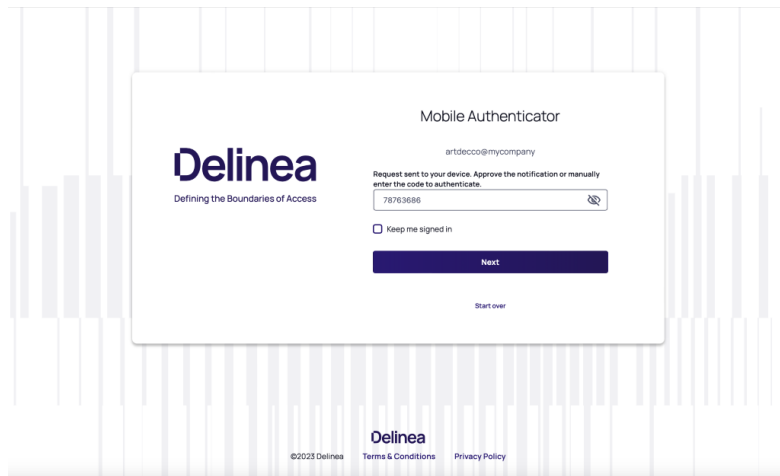 Delinea
Defining the Boundaries of Access
Mobile Authenticator
artdecco@mycompany
Request sent to your device. Approve the notification or manually
enter the code to authenticate.
78763686
Keep me signed in
Next
Start over
Delinea
©2023 Delinea Terms & Conditions Privacy Policy